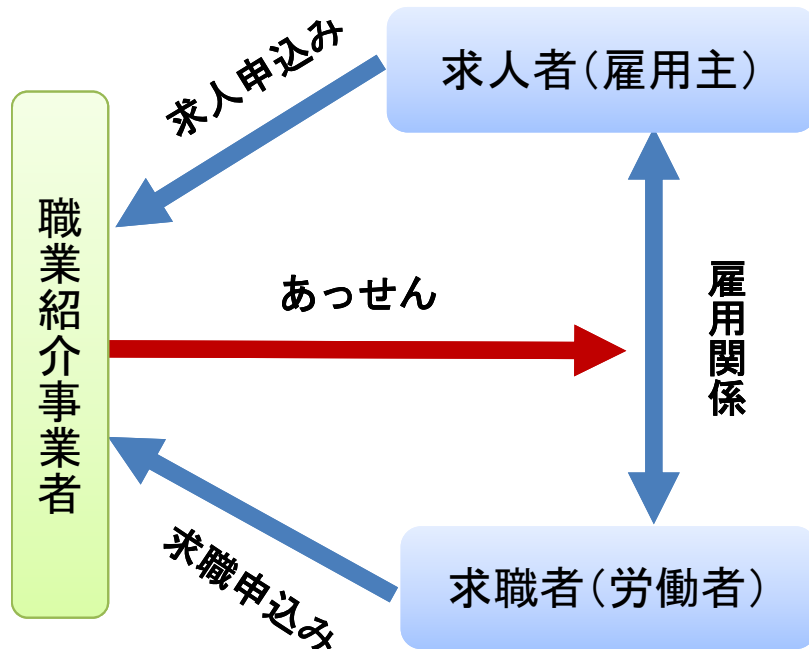 求人者（雇用主）
求人申込み
職業紹介事業者
あっせん
雇用関係
求職申込み
求職者（労働者）